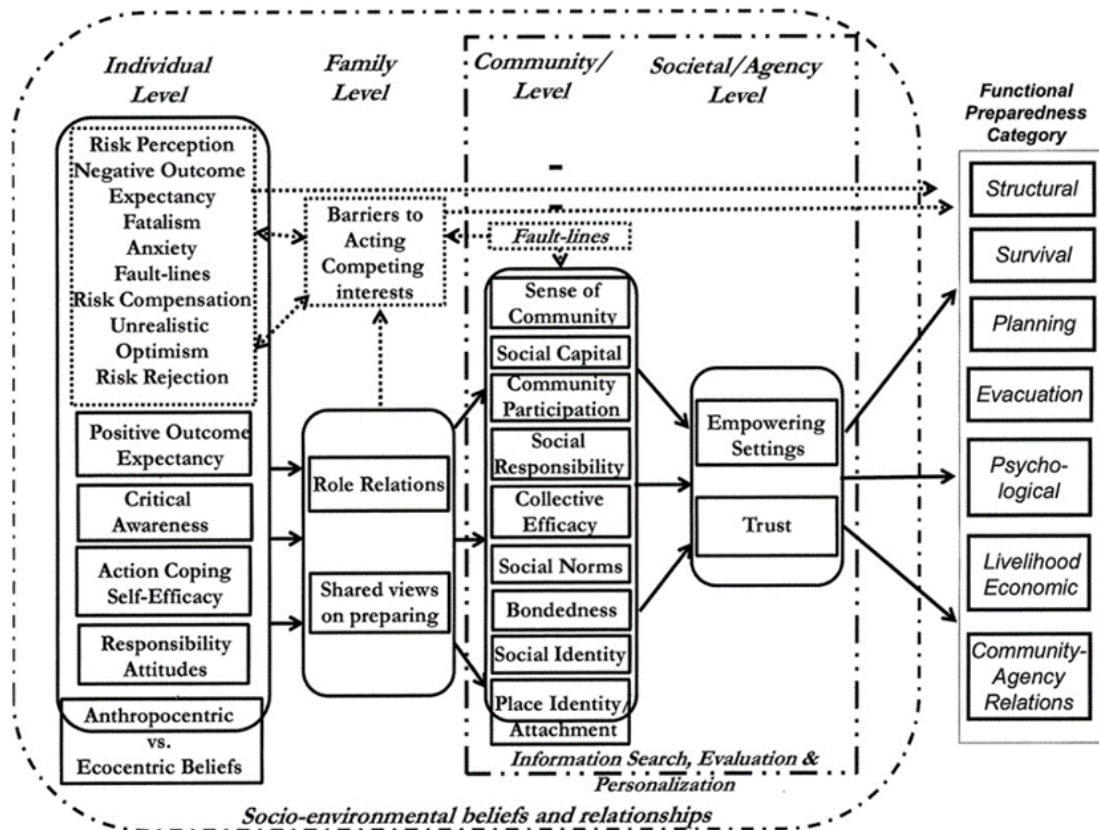 Individual
Level
Family
Level
Community/
Level
Societal/Agency
Level
Functional
Preparedness
Category
Risk Perception
Negative Outcome
Expectancy
Fatalism
Anxiety
Fault-lines
Risk Compensation
Unrealistic
Optimism
Risk Rejection
Positive Outcome
Expectancy
Critical
Awareness
Action Coping
Self-Efficacy
Responsibility
Attitudes
Anthropocentric
vs.
Ecocentric Beliefs
Barriers to
Acting
Competing
interests
Role Relations
Shared views
on preparing
-
-
Fault-lines
Sense of
Community
Social Capital
Community
Participation
Social
Responsibility
Collective
Efficacy
Social Norms
Bondedness
Social Identity
Place Identity/
Attachment
Empowering
Settings
Trust
Structural
Survival
Planning
Evacuation
Psycho-
logical
Livelihood
Economic
Community-
Agency
Relations
Information Search, Evaluation &
Personalization
Socio-environmental beliefs and relationships